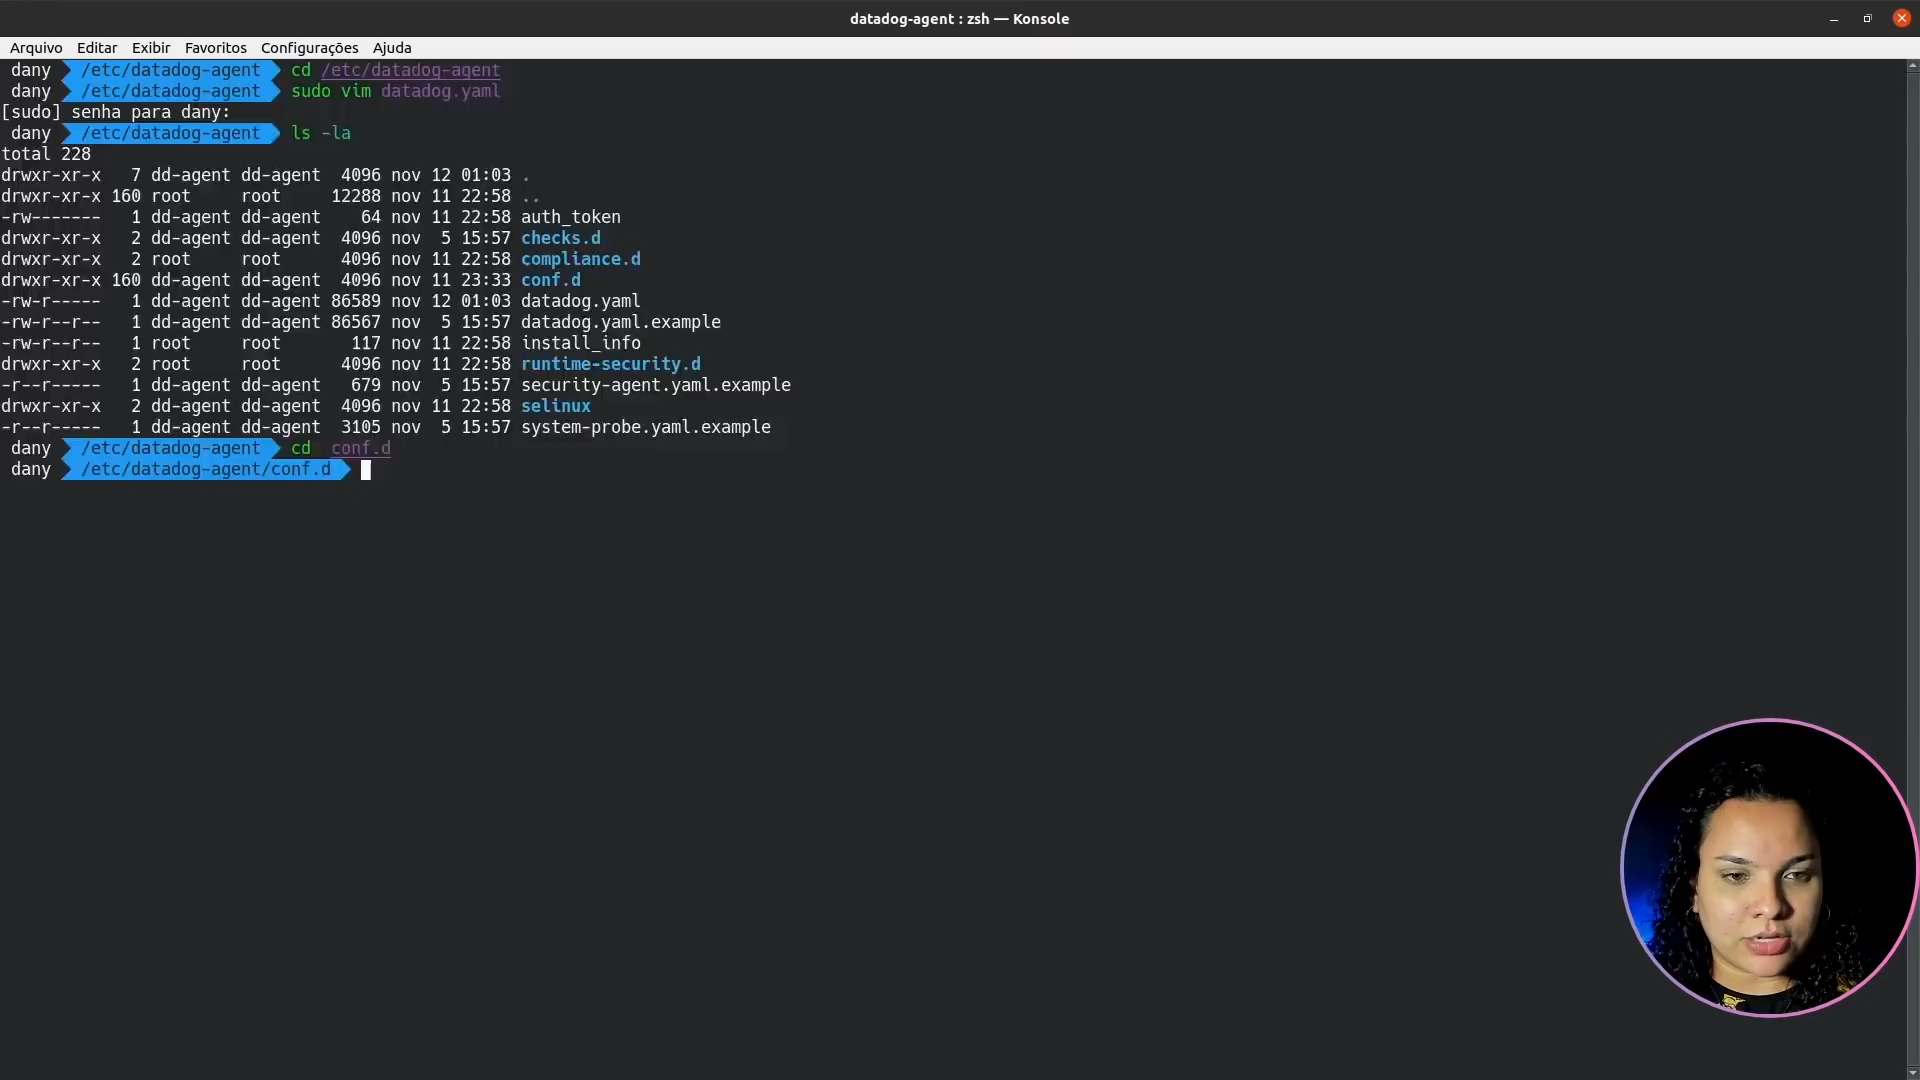 datadog-agent : zsh — Konsole
Arquivo Editar Exibir Favoritos Configurações Ajuda
dany /etc/datadog-agent cd /etc/datadog-agent
dany /etc/datadog-agent sudo vim datadog.yaml
[sudo] senha para dany:
dany /etc/datadog-agent ls -la
total 228
drwxr-xr-x 7 dd-agent dd-agent 4096 nov 12 01:03 .
drwxr-xr-x 160 root root 12288 nov 11 22:58 ..
-rw------- 1 dd-agent dd-agent 64 nov 11 22:58 auth_token
drwxr-xr-x 2 dd-agent dd-agent 4096 nov 5 15:57 checks.d
drwxr-xr-x 2 root root 4096 nov 11 22:58 compliance.d
drwxr-xr-x 160 dd-agent dd-agent 4096 nov 11 23:33 conf.d
-rw-r----- 1 dd-agent dd-agent 86589 nov 12 01:03 datadog.yaml
-rw-r--r-- 1 dd-agent dd-agent 86567 nov 5 15:57 datadog.yaml.example
-rw-r--r-- 1 root root 117 nov 11 22:58 install_info
drwxr-xr-x 2 root root 4096 nov 11 22:58 runtime-security.d
-r--r----- 1 dd-agent dd-agent 679 nov 5 15:57 security-agent.yaml.example
drwxr-xr-x 2 dd-agent dd-agent 4096 nov 11 22:58 selinux
-r--r----- 1 dd-agent dd-agent 3105 nov 5 15:57 system-probe.yaml.example
dany /etc/datadog-agent cd conf.d
dany /etc/datadog-agent/conf.d